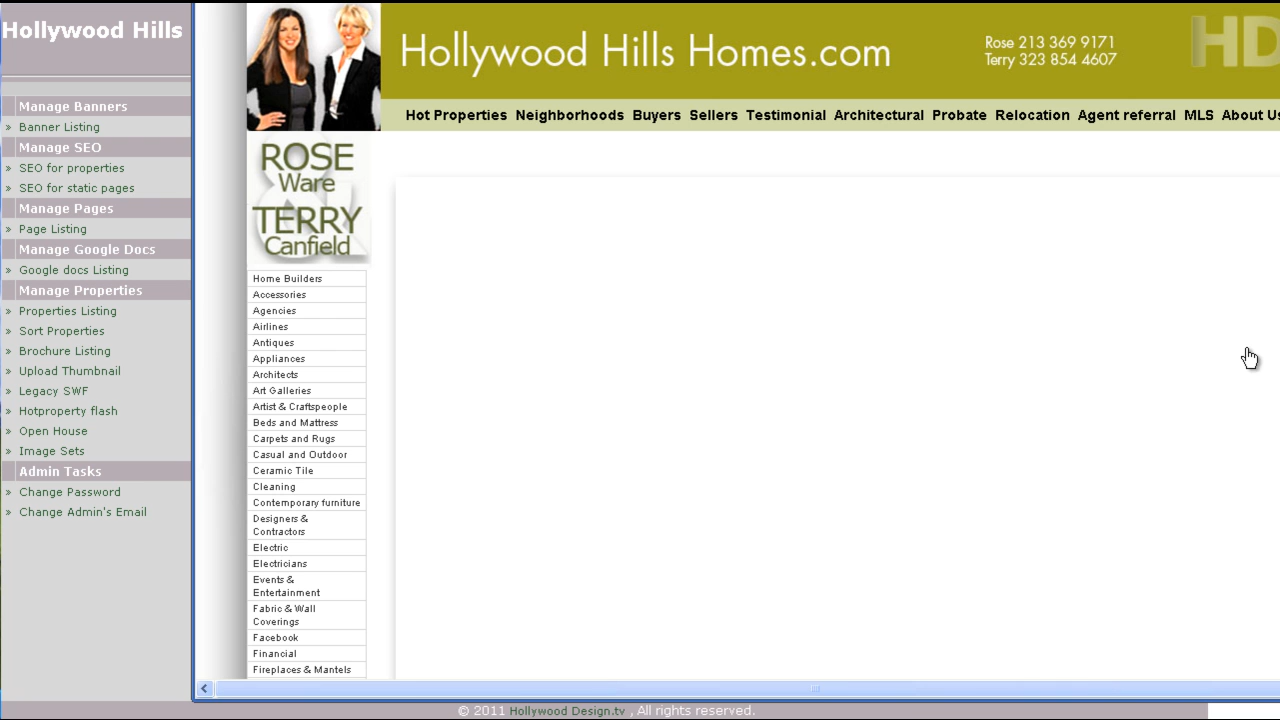 Hollywood Hills
Manage Banners
» Banner Listing
Manage SEO
» SEO for properties
» SEO for static pages
Manage Pages
» Page Listing
Manage Google Docs
» Google docs Listing
Manage Properties
» Properties Listing
» Sort Properties
» Brochure Listing
» Upload Thumbnail
» Legacy SWF
» Hotproperty flash
» Open House
» Image Sets
Admin Tasks
» Change Password
» Change Admin's Email
Hollywood Hills Homes.com
Rose 213 369 9171
Terry 323 854 4607
HD
Hot Properties Neighborhoods Buyers Sellers Testimonial Architectural Probate Relocation Agent referral MLS About Us
ROSE
Ware
&
TERRY
Canfield
Home Builders
Accessories
Agencies
Airlines
Antiques
Appliances
Architects
Art Galleries
Artist & Craftspeople
Beds and Mattress
Carpets and Rugs
Casual and Outdoor
Ceramic Tile
Cleaning
Contemporary furniture
Designers &
Contractors
Electric
Electricians
Events &
Entertainment
Fabric & Wall
Coverings
Facebook
Financial
Fireplaces & Mantels
© 2011 Hollywood Design.tv , All rights reserved.